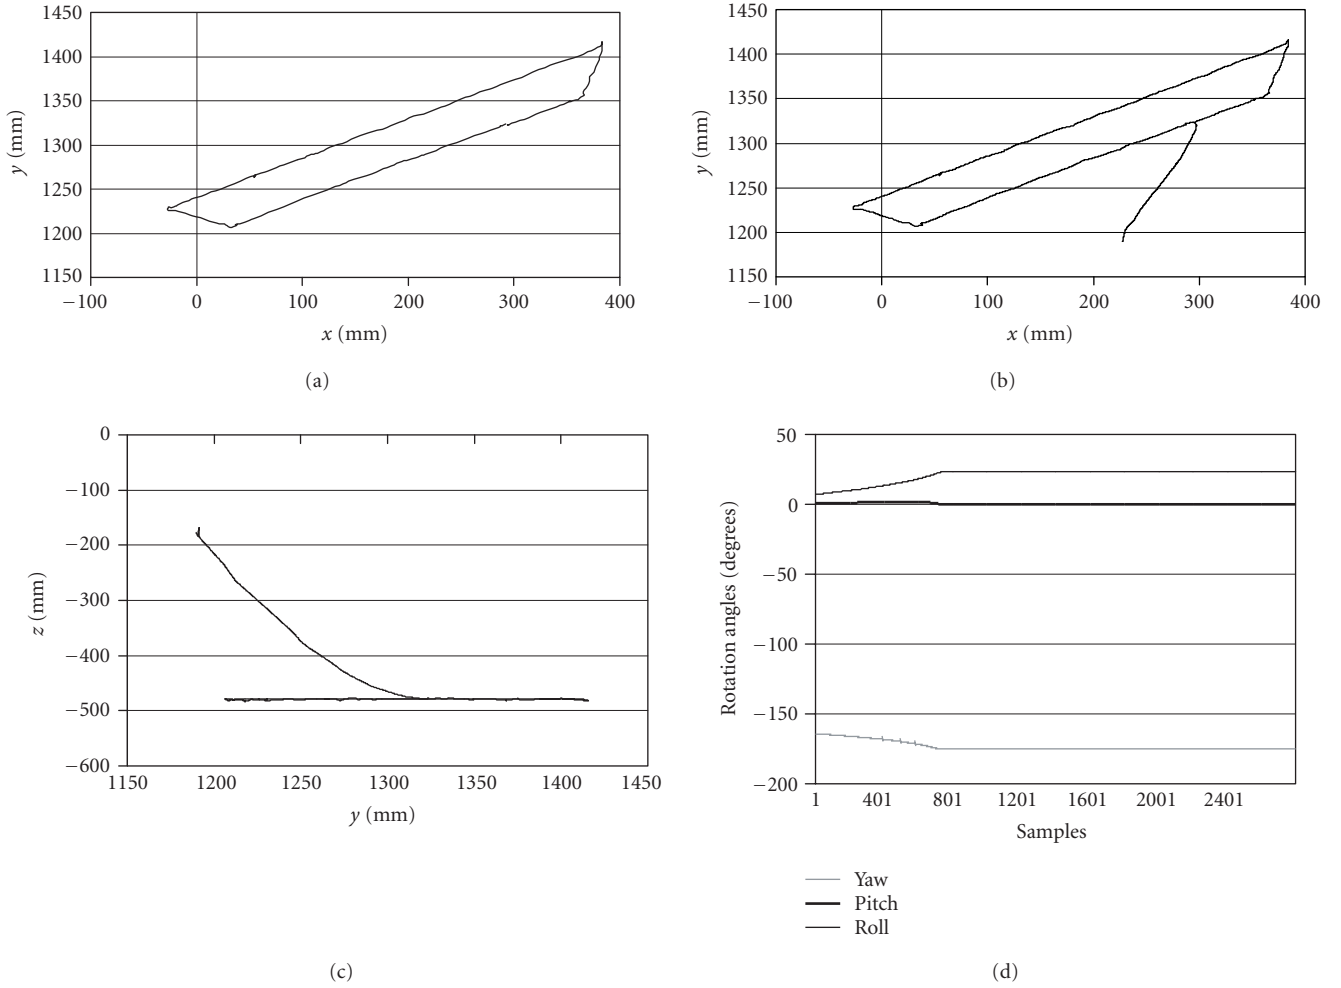 1450
1400
1350
1300
1250
1200
1150
y (mm)
−100 0 100 200 300 400
x (mm)
(a)
1450
1400
1350
1300
1250
1200
1150
y (mm)
−100 0 100 200 300 400
x (mm)
(b)
0
−100
−200
−300
−400
−500
−600
z (mm)
1150 1200 1250 1300 1350 1400 1450
y (mm)
(c)
50
0
−50
−100
−150
−200
Rotation angles (degrees)
1 401 801 1201 1601 2001 2401
Samples
Yaw
Pitch
Roll
(d)